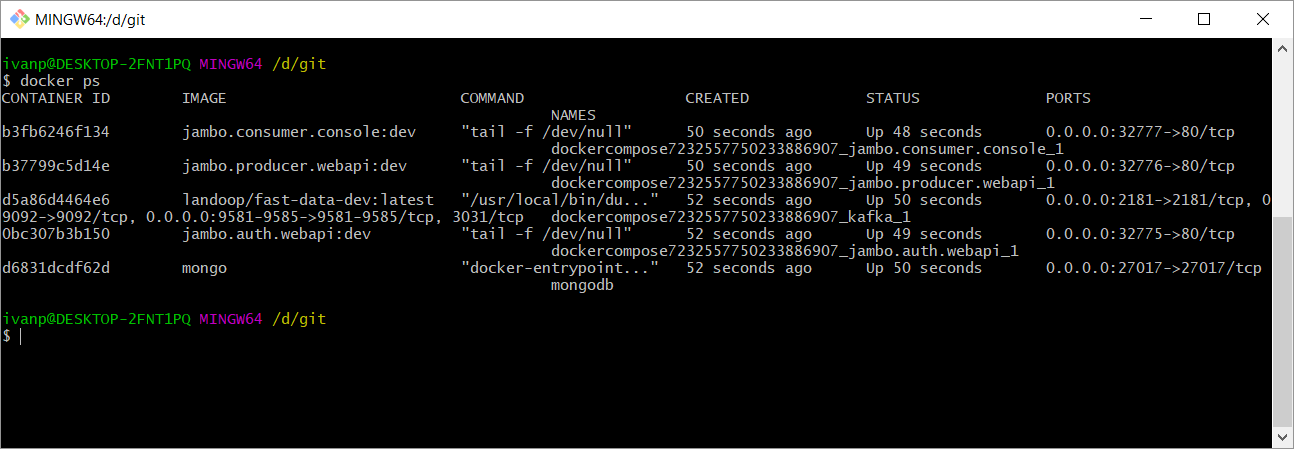 MINGW64:/d/git
ivanp@DESKTOP-2FNT1PQ MINGW64 /d/git
$ docker ps
CONTAINER ID        IMAGE                          COMMAND                  CREATED             STATUS              PORTS
                                                             NAMES
b3fb6246f134        jambo.consumer.console:dev     "tail -f /dev/null"      50 seconds ago      Up 48 seconds       0.0.0.0:32777->80/tcp
                                                             dockercompose7232557750233886907_jambo.consumer.console_1
b37799c5d14e        jambo.producer.webapi:dev      "tail -f /dev/null"      50 seconds ago      Up 49 seconds       0.0.0.0:32776->80/tcp
                                                             dockercompose7232557750233886907_jambo.producer.webapi_1
d5a86d4464e6        landoop/fast-data-dev:latest   "/usr/local/bin/du..."   52 seconds ago      Up 50 seconds       0.0.0.0:2181->2181/tcp, 0
9092->9092/tcp, 0.0.0.0:9581-9585->9581-9585/tcp, 3031/tcp   dockercompose7232557750233886907_kafka_1
0bc307b3b150        jambo.auth.webapi:dev          "tail -f /dev/null"      52 seconds ago      Up 49 seconds       0.0.0.0:32775->80/tcp
                                                             dockercompose7232557750233886907_jambo.auth.webapi_1
d6831dcdf62d        mongo                          "docker-entrypoint..."   52 seconds ago      Up 50 seconds       0.0.0.0:27017->27017/tcp
                                                             mongodb
ivanp@DESKTOP-2FNT1PQ MINGW64 /d/git
$